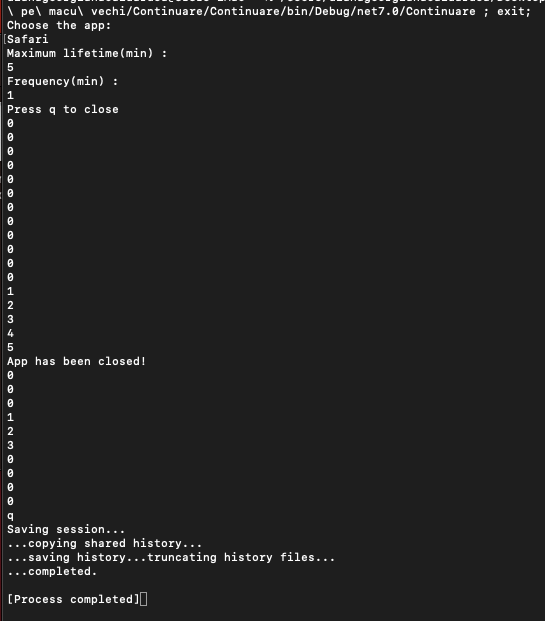 \ pe\ macu\ vechi/Continuare/Continuare/bin/Debug/net7.0/Continuare ; exit;
Choose the app:
Safari
Maximum lifetime(min) :
5
Frequency(min) :
1
Press q to close
0
0
0
0
0
0
0
0
0
0
0
0
1
2
3
4
5
App has been closed!
0
0
0
1
2
3
0
0
0
0
q
Saving session...
...copying shared history...
...saving history...truncating history files...
...completed.
[Process completed]